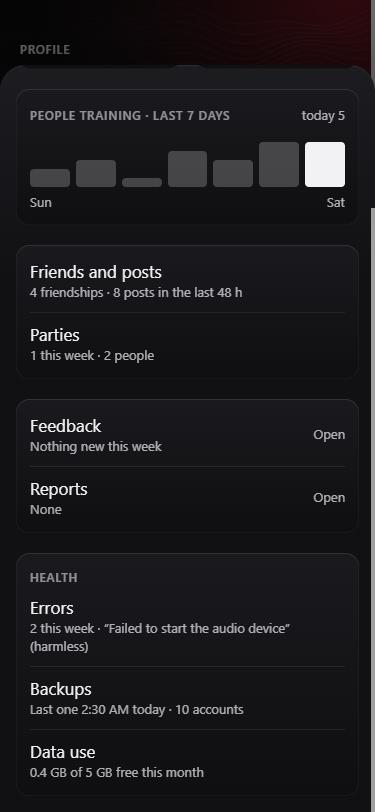 PROFILE
PEOPLE TRAINING · LAST 7 DAYS today 5
Sun Sat
Friends and posts
4 friendships · 8 posts in the last 48 h
Parties
1 this week · 2 people
Feedback
Nothing new this week
Open
Reports
None
Open
HEALTH
Errors
2 this week · “Failed to start the audio device”
(harmless)
Backups
Last one 2:30 AM today · 10 accounts
Data use
0.4 GB of 5 GB free this month